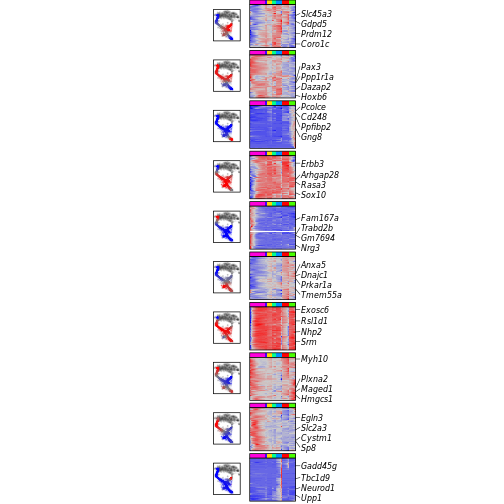 Slc45a3
Gdpd5
Prdm12
Coro1c
Pax3
Ppp1r1a
Dazap2
Hoxb6
Pcolce
Cd248
Ppfibp2
Gng8
Erbb3
Arhgap28
Rasa3
Sox10
Fam167a
Trabd2b
Gm7694
Nrg3
Anxa5
Dnajc1
Prkar1a
Tmem55a
Exosc6
Rsl1d1
Nhp2
Srm
Myh10
Plxna2
Maged1
Hmgcs1
Egln3
Slc2a3
Cystm1
Sp8
Gadd45g
Tbc1d9
Neurod1
Upp1